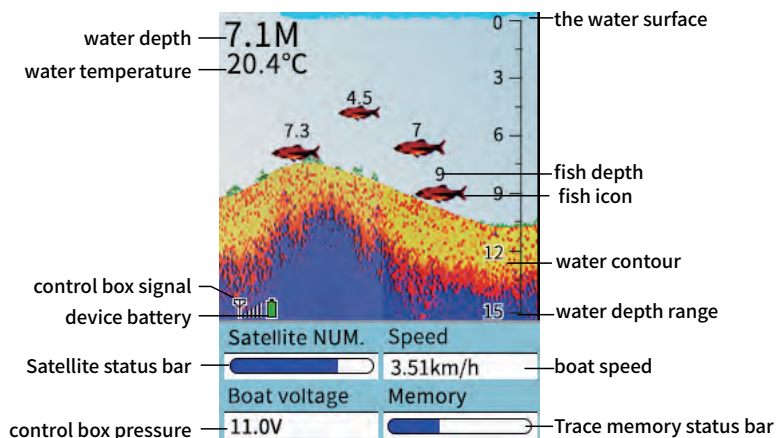 water depth
7.1M
water temperature
20.4°C
0
the water surface
3
4.5
6
7.3
7
9
fish depth
9
fish icon
12
water contour
control box signal
device battery
15
water depth range
Satellite NUM.
Speed
Satellite status bar
3.51km/h
boat speed
Boat voltage
Memory
control box pressure
11.0V
Trace memory status bar